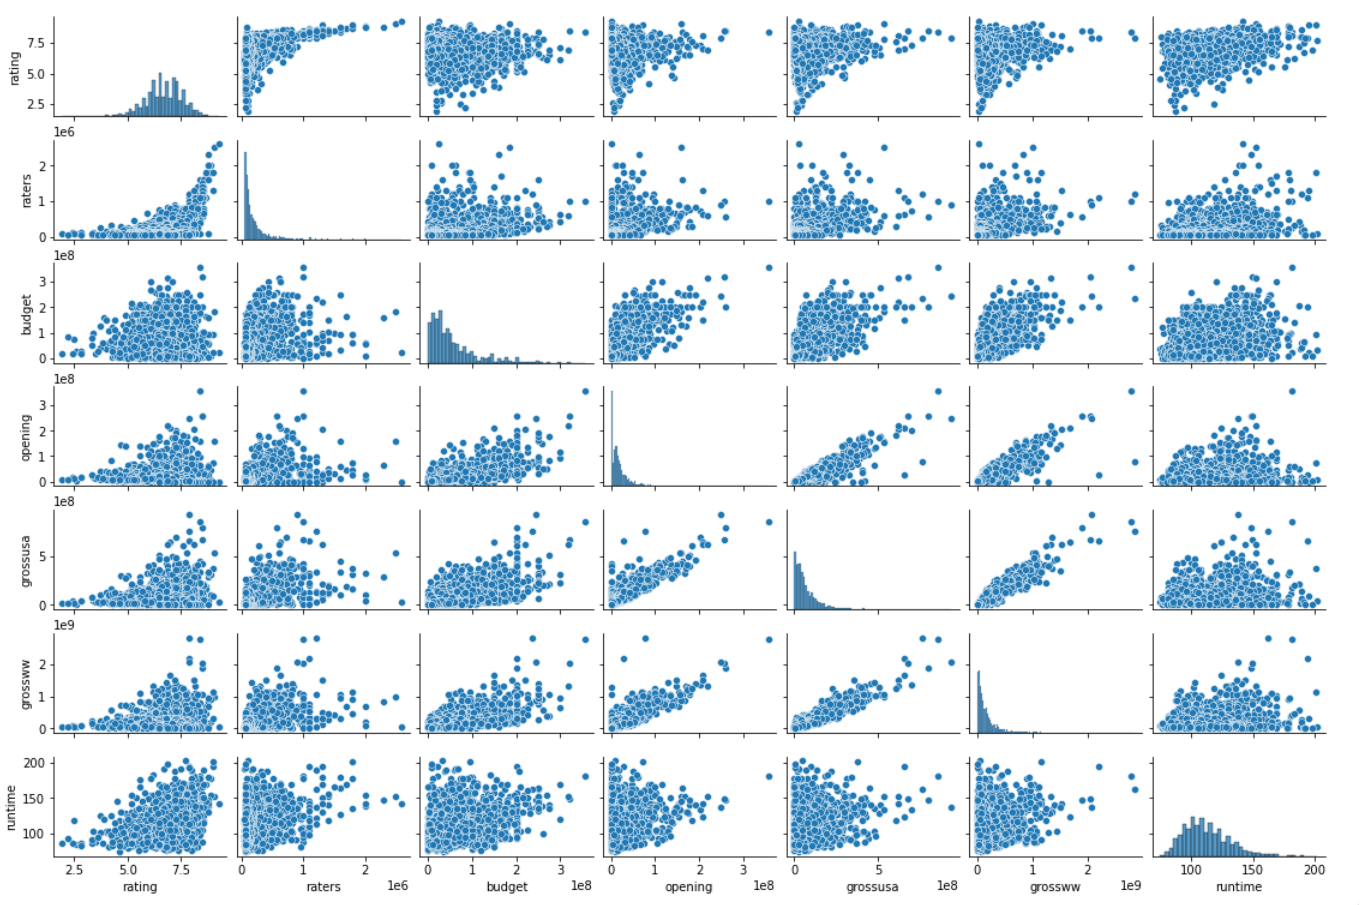 7.5
5.0
2.5
rating
1e6
2
1
0
raters
1e8
3
2
1
0
budget
1e8
3
2
1
0
opening
1e8
5
0
grossusa
1e9
2
1
0
grossww
200
150
100
runtime
2.5 5.0 7.5 0 1 2 0 1 2 3 0 1 2 3 0 5 0 1 2 100 150 200
rating raters 1e6 budget 1e8 opening 1e8 grossusa 1e8 grossww 1e9 runtime